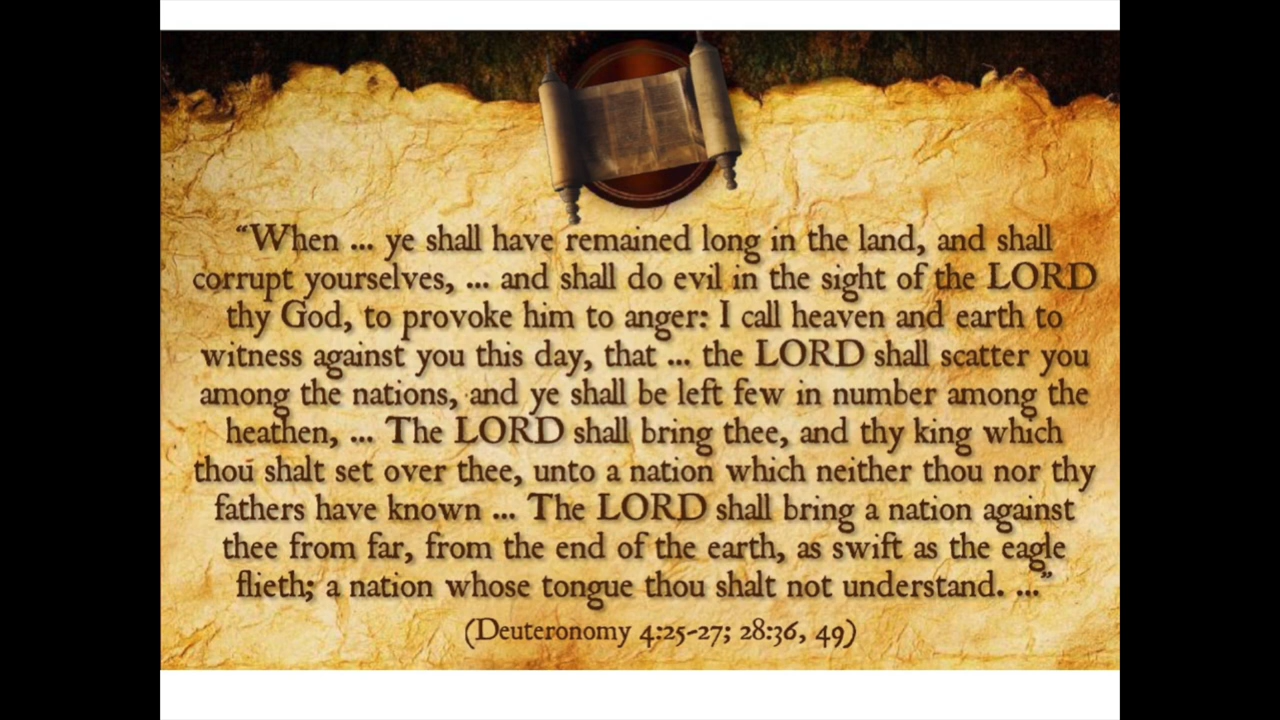 “When ... ye shall have remained long in the land, and shall
corrupt yourselves, ... and shall do evil in the sight of the LORD
thy God, to provoke him to anger: I call heaven and earth to
witness against you this day, that ... the LORD shall scatter you
among the nations, and ye shall be left few in number among the
heathen, ... The LORD shall bring thee, and thy king which
thou shalt set over thee, unto a nation which neither thou nor thy
fathers have known ... The LORD shall bring a nation against
thee from far, from the end of the earth, as swift as the eagle
flieth; a nation whose tongue thou shalt not understand. ...”
(Deuteronomy 4:25-27; 28:36, 49)